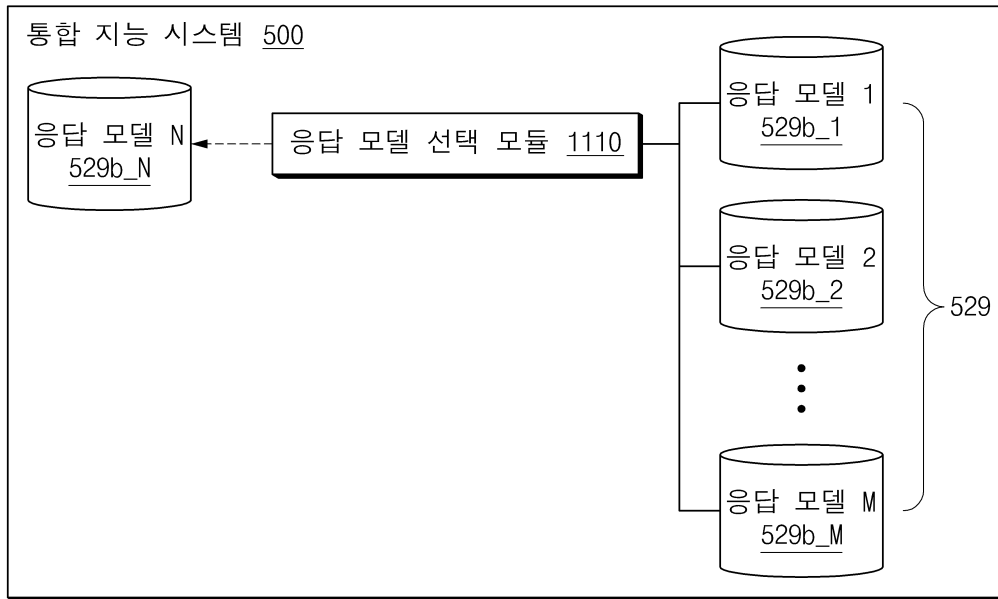 통합 지능 시스템 500
응답 모델 N
529b_N
응답 모델 선택 모듈 1110
응답 모델 1
529b_1
응답 모델 2
529b_2
529
응답 모델 M
529b_M